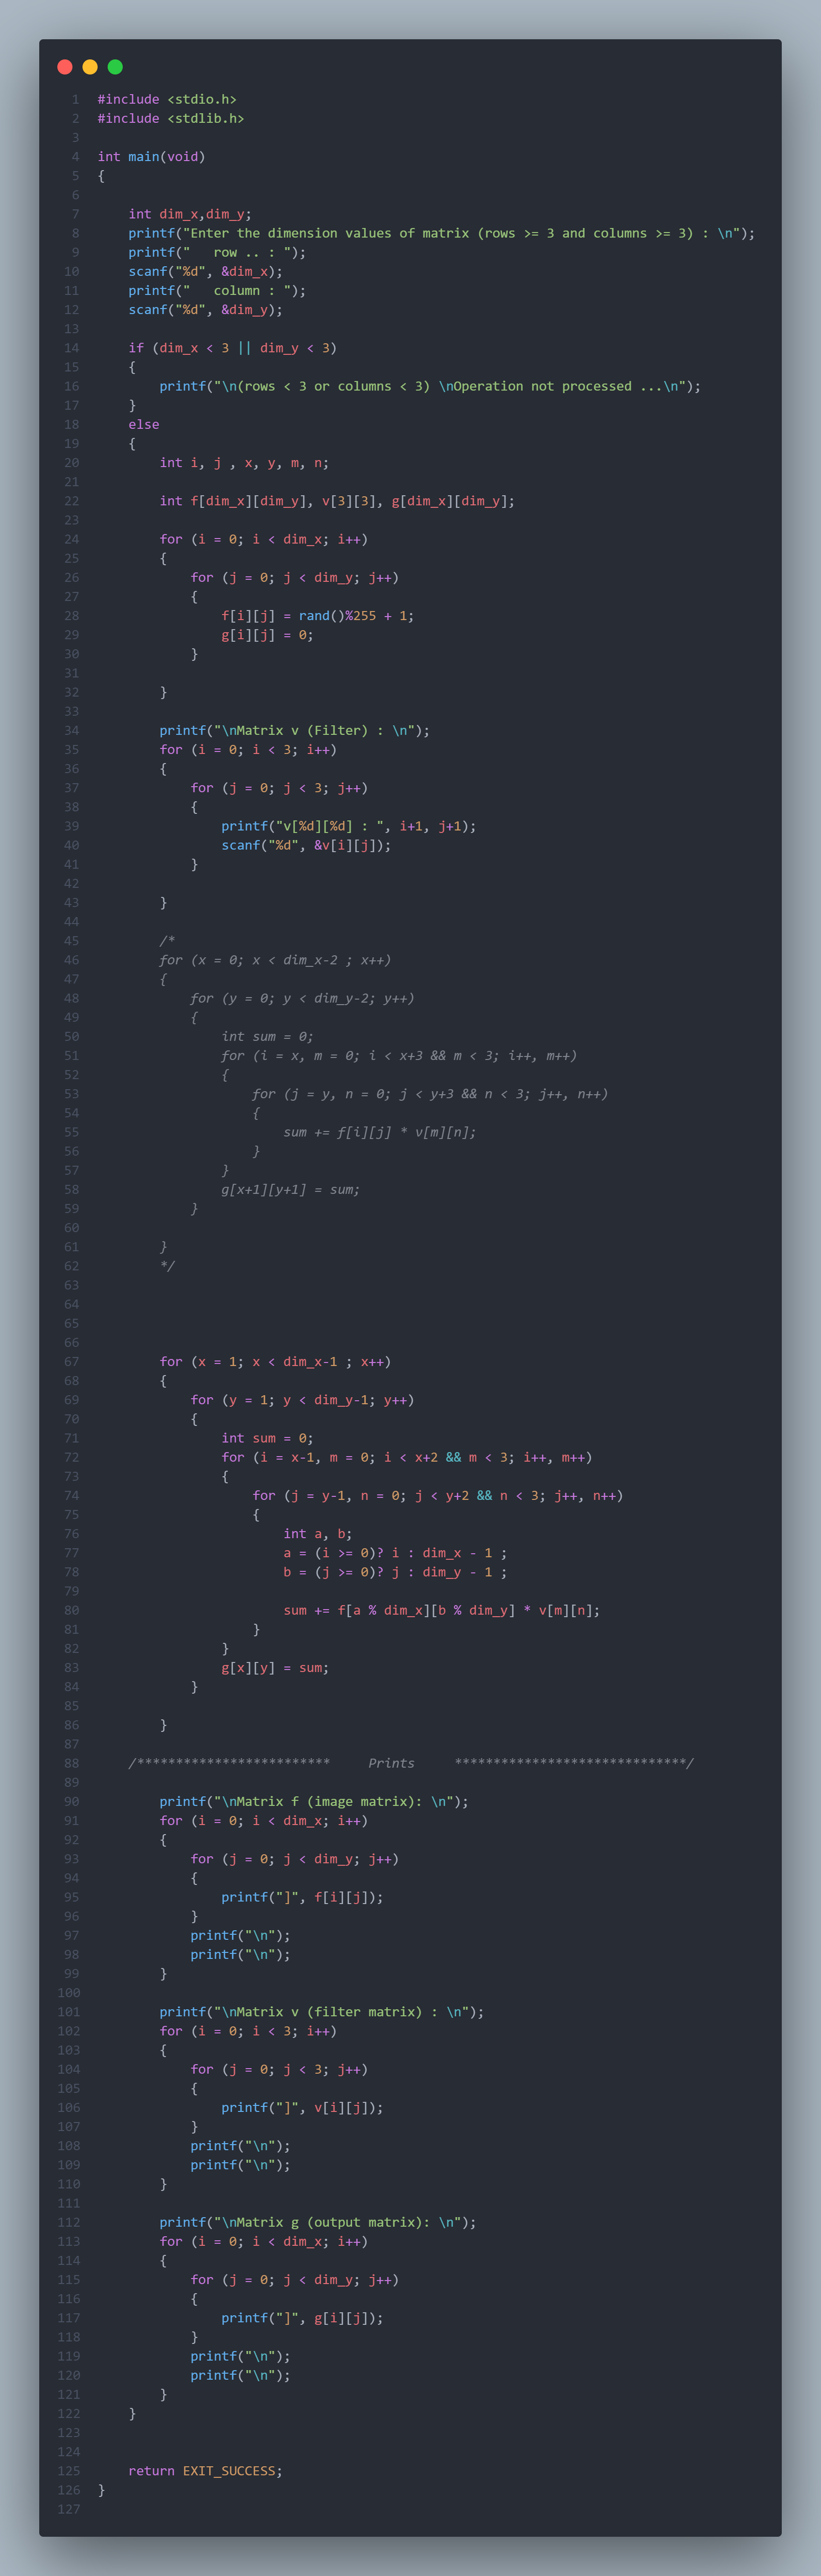 1 #include <stdio.h>
2 #include <stdlib.h>
3
4 int main(void)
5 {
6
7     int dim_x,dim_y;
8     printf("Enter the dimension values of matrix (rows >= 3 and columns >= 3) : \n");
9     printf("   row .. : ");
10     scanf("%d", &dim_x);
11     printf("   column : ");
12     scanf("%d", &dim_y);
13
14     if (dim_x < 3 || dim_y < 3)
15     {
16         printf("\n(rows < 3 or columns < 3) \nOperation not processed ...\n");
17     }
18     else
19     {
20         int i, j , x, y, m, n;
21
22         int f[dim_x][dim_y], v[3][3], g[dim_x][dim_y];
23
24         for (i = 0; i < dim_x; i++)
25         {
26             for (j = 0; j < dim_y; j++)
27             {
28                 f[i][j] = rand()%255 + 1;
29                 g[i][j] = 0;
30             }
31
32         }
33
34         printf("\nMatrix v (Filter) : \n");
35         for (i = 0; i < 3; i++)
36         {
37             for (j = 0; j < 3; j++)
38             {
39                 printf("v[%d][%d] : ", i+1, j+1);
40                 scanf("%d", &v[i][j]);
41             }
42
43         }
44
45         /*
46         for (x = 0; x < dim_x-2 ; x++)
47         {
48             for (y = 0; y < dim_y-2; y++)
49             {
50                 int sum = 0;
51                 for (i = x, m = 0; i < x+3 && m < 3; i++, m++)
52                 {
53                     for (j = y, n = 0; j < y+3 && n < 3; j++, n++)
54                     {
55                         sum += f[i][j] * v[m][n];
56                     }
57                 }
58                 g[x+1][y+1] = sum;
59             }
60
61         }
62         */
63
64
65
66
67         for (x = 1; x < dim_x-1 ; x++)
68         {
69             for (y = 1; y < dim_y-1; y++)
70             {
71                 int sum = 0;
72                 for (i = x-1, m = 0; i < x+2 && m < 3; i++, m++)
73                 {
74                     for (j = y-1, n = 0; j < y+2 && n < 3; j++, n++)
75                     {
76                         int a, b;
77                         a = (i >= 0)? i : dim_x - 1 ;
78                         b = (j >= 0)? j : dim_y - 1 ;
79
80                         sum += f[a % dim_x][b % dim_y] * v[m][n];
81                     }
82                 }
83                 g[x][y] = sum;
84             }
85
86         }
87
88     /*************************     Prints     ******************************/
89
90         printf("\nMatrix f (image matrix): \n");
91         for (i = 0; i < dim_x; i++)
92         {
93             for (j = 0; j < dim_y; j++)
94             {
95                 printf("]", f[i][j]);
96             }
97             printf("\n");
98             printf("\n");
99         }
100
101         printf("\nMatrix v (filter matrix) : \n");
102         for (i = 0; i < 3; i++)
103         {
104             for (j = 0; j < 3; j++)
105             {
106                 printf("]", v[i][j]);
107             }
108             printf("\n");
109             printf("\n");
110         }
111
112         printf("\nMatrix g (output matrix): \n");
113         for (i = 0; i < dim_x; i++)
114         {
115             for (j = 0; j < dim_y; j++)
116             {
117                 printf("]", g[i][j]);
118             }
119             printf("\n");
120             printf("\n");
121         }
122     }
123
124
125     return EXIT_SUCCESS;
126 }
127